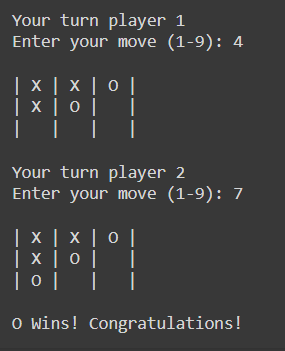 Your turn player 1
Enter your move (1-9): 4
| X | X | O |
| X | O |   |
|   |   |   |
Your turn player 2
Enter your move (1-9): 7
| X | X | O |
| X | O |   |
| O |   |   |
O Wins! Congratulations!